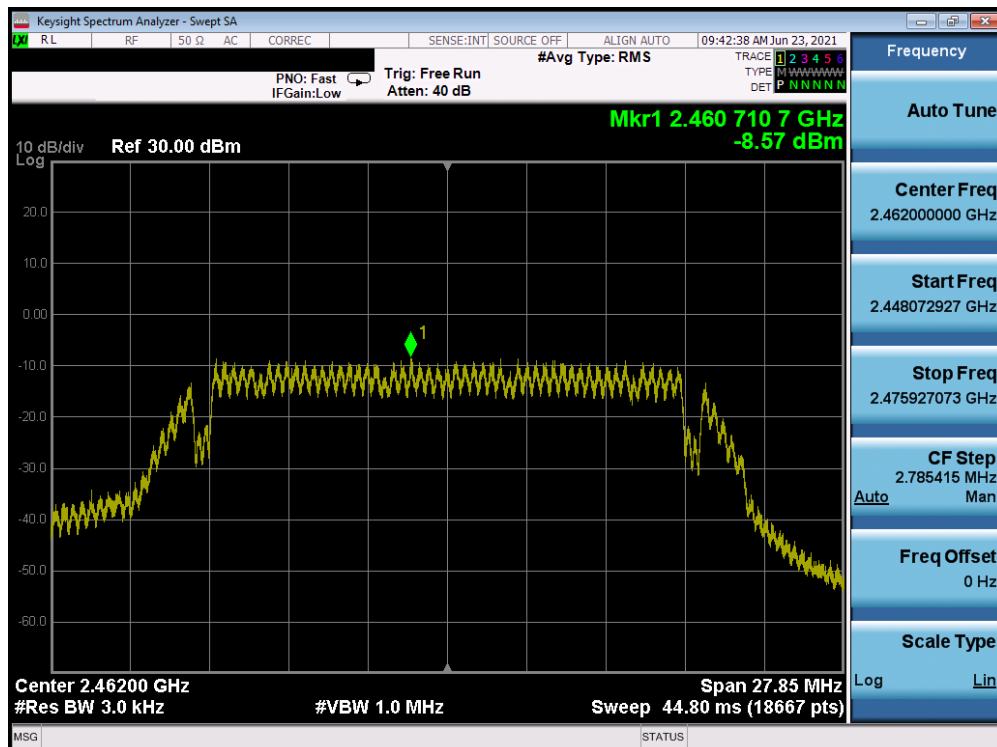 Keysight Spectrum Analyzer - Swept SA
LXI RL RF 50 Ω AC CORREC SENSE:INT SOURCE OFF ALIGN AUTO 09:42:38 AM Jun 23, 2021
PNO: Fast
IFGain:Low
Trig: Free Run
Atten: 40 dB
#Avg Type: RMS
TRACE 1 2 3 4 5 6
TYPE M W W W W W
DET P N N N N N
Mkr1 2.460 710 7 GHz
-8.57 dBm
10 dB/div Ref 30.00 dBm
Log
20.0
10.0
0.00
-10.0
-20.0
-30.0
-40.0
-50.0
-60.0
1
Center 2.46200 GHz Span 27.85 MHz
#Res BW 3.0 kHz #VBW 1.0 MHz Sweep 44.80 ms (18667 pts)
MSG STATUS
Frequency
Auto Tune
Center Freq
2.462000000 GHz
Start Freq
2.448072927 GHz
Stop Freq
2.475927073 GHz
CF Step
2.785415 MHz
Auto Man
Freq Offset
0 Hz
Scale Type
Log Lin